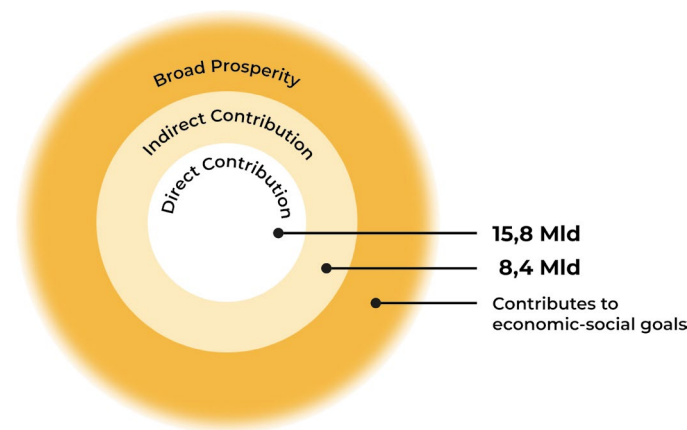 Broad Prosperity
Indirect Contribution
Direct Contribution
15,8 Mld
8,4 Mld
Contributes to
economic-social goals